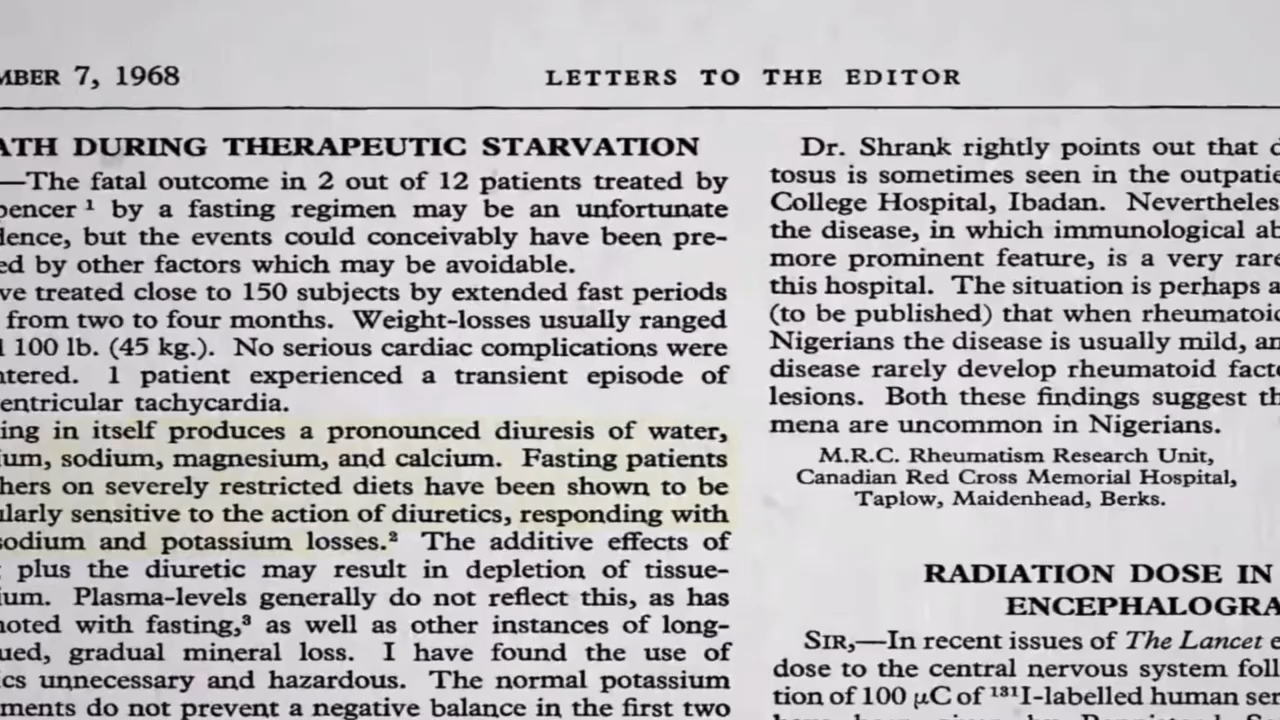 MBER 7, 1968
LETTERS TO THE EDITOR
ATH DURING THERAPEUTIC STARVATION
—The fatal outcome in 2 out of 12 patients treated by
pencer ¹ by a fasting regimen may be an unfortunate
dence, but the events could conceivably have been pre-
ed by other factors which may be avoidable.
ve treated close to 150 subjects by extended fast periods
from two to four months. Weight-losses usually ranged
100 lb. (45 kg.). No serious cardiac complications were
ntered. 1 patient experienced a transient episode of
entricular tachycardia.
ing in itself produces a pronounced diuresis of water,
ium, sodium, magnesium, and calcium. Fasting patients
hers on severely restricted diets have been shown to be
ularly sensitive to the action of diuretics, responding with
sodium and potassium losses.² The additive effects of
plus the diuretic may result in depletion of tissue-
ium. Plasma-levels generally do not reflect this, as has
noted with fasting,³ as well as other instances of long-
ued, gradual mineral loss. I have found the use of
cs unnecessary and hazardous. The normal potassium
ments do not prevent a negative balance in the first two
Dr. Shrank rightly points out that
tosus is sometimes seen in the outpatie
College Hospital, Ibadan. Nevertheles
the disease, in which immunological ab
more prominent feature, is a very rare
this hospital. The situation is perhaps a
(to be published) that when rheumatoid
Nigerians the disease is usually mild, an
disease rarely develop rheumatoid facto
lesions. Both these findings suggest th
mena are uncommon in Nigerians.
M.R.C. Rheumatism Research Unit,
Canadian Red Cross Memorial Hospital,
Taplow, Maidenhead, Berks.
RADIATION DOSE IN
ENCEPHALOGRA
SIR,—In recent issues of The Lancet
dose to the central nervous system foll
tion of 100 μC of ¹³¹I-labelled human ser